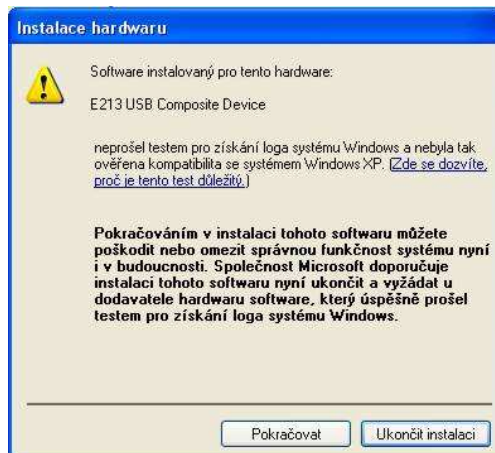 Instalace hardwaru
Software instalovaný pro tento hardware:
E213 USB Composite Device
neprošel testem pro získání loga systému Windows a nebyla tak
ověřena kompatibilita se systémem Windows XP. (Zde se dozvíte,
proč je tento test důležitý.)
Pokračováním v instalaci tohoto softwaru můžete
poškodit nebo omezit správnou funkčnost systému nyní
i v budoucnosti. Společnost Microsoft doporučuje
instalaci tohoto softwaru nyní ukončit a vyžádat u
dodavatele hardwaru software, který úspěšně prošel
testem pro získání loga systému Windows.
Pokračovat
Ukončit instalaci